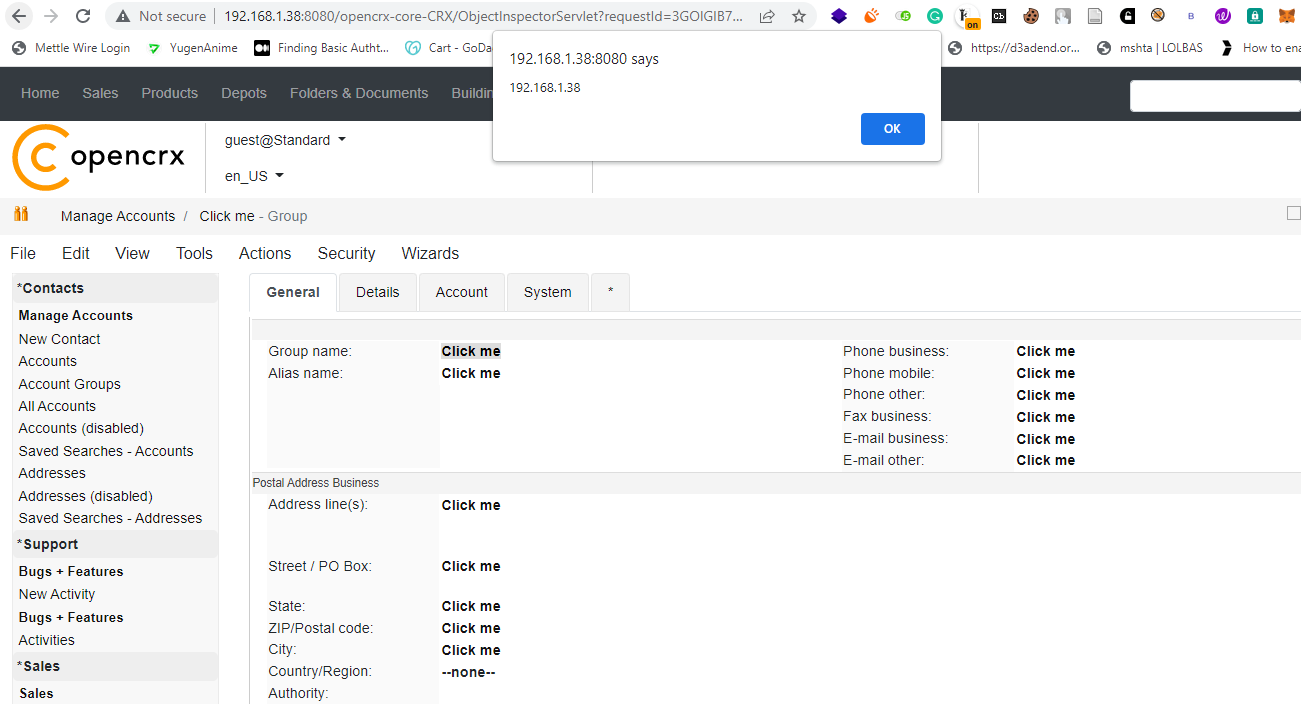 Not secure 192.168.1.38:8080/opencrx-core-CRX/ObjectInspectorServlet?requestId=3GOIGIB7...
on
Mettle Wire Login YugenAnime Finding Basic Autht... Cart - GoDa https://d3adend.or... mshta | LOLBAS How to ena
192.168.1.38:8080 says
192.168.1.38
OK
Home Sales Products Depots Folders & Documents Buildin
opencrx
guest@Standard
en_US
Manage Accounts / Click me - Group
File Edit View Tools Actions Security Wizards
*Contacts
Manage Accounts
New Contact
Accounts
Account Groups
All Accounts
Accounts (disabled)
Saved Searches - Accounts
Addresses
Addresses (disabled)
Saved Searches - Addresses
*Support
Bugs + Features
New Activity
Bugs + Features
Activities
*Sales
Sales
General Details Account System *
Group name: Click me
Alias name: Click me
Phone business: Click me
Phone mobile: Click me
Phone other: Click me
Fax business: Click me
E-mail business: Click me
E-mail other: Click me
Postal Address Business
Address line(s): Click me
Street / PO Box: Click me
State: Click me
ZIP/Postal code: Click me
City: Click me
Country/Region: --none--
Authority: